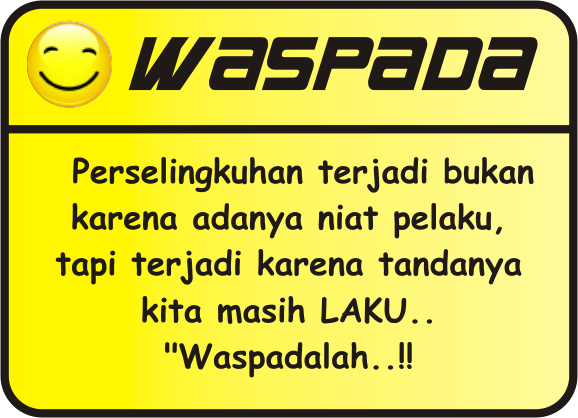 WASPADA
Perselingkuhan terjadi bukan
karena adanya niat pelaku,
tapi terjadi karena tandanya
kita masih LAKU..
"Waspadalah..!!